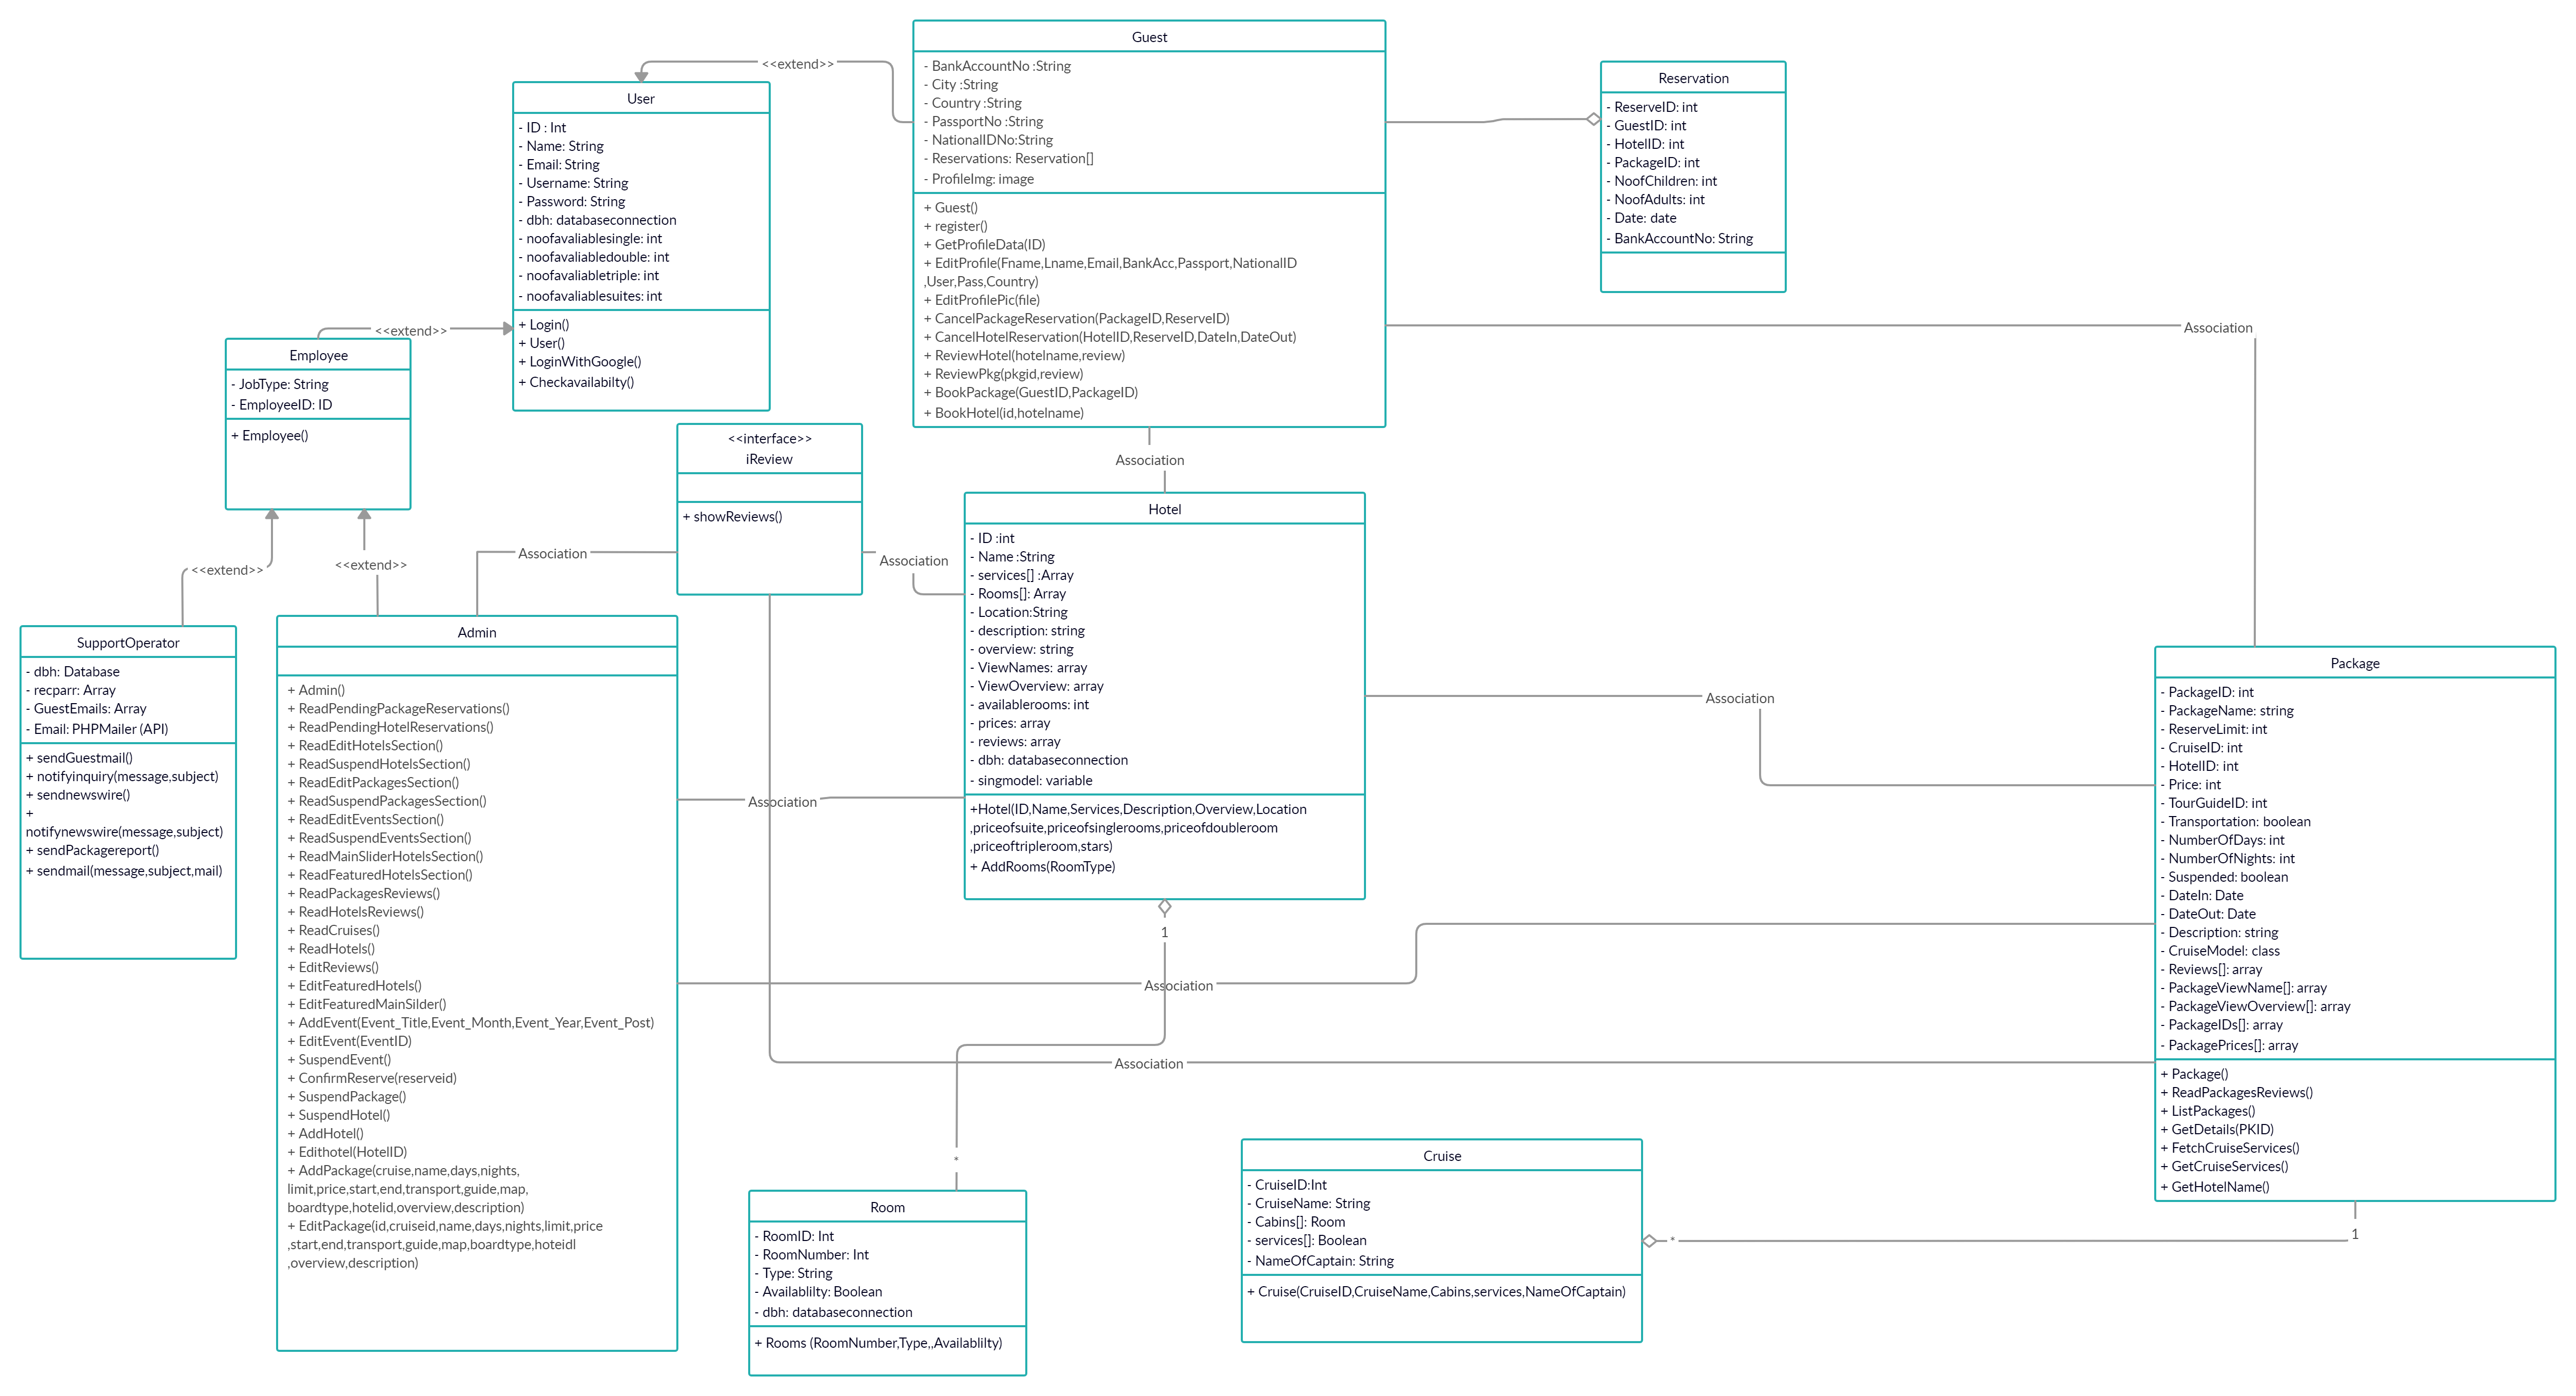 Guest
- BankAccountNo :String
- City :String
- Country :String
- PassportNo :String
- NationalIDNo:String
- Reservations: Reservation[]
- ProfileImg: image
+ Guest()
+ register()
+ GetProfileData(ID)
+ EditProfile(Fname,Lname,Email,BankAcc,Passport,NationalID
,User,Pass,Country)
+ EditProfilePic(file)
+ CancelPackageReservation(PackageID,ReserveID)
+ CancelHotelReservation(HotelID,ReserveID,DateIn,DateOut)
+ ReviewHotel(hotelname,review)
+ ReviewPkg(pkgid,review)
+ BookPackage(GuestID,PackageID)
+ BookHotel(id,hotelname)
<<extend>>
Reservation
- ReserveID: int
- GuestID: int
- HotelID: int
- PackageID: int
- NoofChildren: int
- NoofAdults: int
- Date: date
- BankAccountNo: String
User
- ID : Int
- Name: String
- Email: String
- Username: String
- Password: String
- dbh: databaseconnection
- noofavaliablesingle: int
- noofavaliabledouble: int
- noofavaliabletriple: int
- noofavaliablesuites: int
+ Login()
+ User()
+ LoginWithGoogle()
+ Checkavailabilty()
<<extend>>
Association
Employee
- JobType: String
- EmployeeID: ID
+ Employee()
<<interface>>
iReview
+ showReviews()
Association
Association
Association
<<extend>>
<<extend>>
Hotel
- ID :int
- Name :String
- services[] :Array
- Rooms[]: Array
- Location:String
- description: string
- overview: string
- ViewNames: array
- ViewOverview: array
- availablerooms: int
- prices: array
- reviews: array
- dbh: databaseconnection
- singmodel: variable
+Hotel(ID,Name,Services,Description,Overview,Location
,priceofsuite,priceofsinglerooms,priceofdoubleroom
,priceoftripleroom,stars)
+ AddRooms(RoomType)
SupportOperator
- dbh: Database
- recparr: Array
- GuestEmails: Array
- Email: PHPMailer (API)
+ sendGuestmail()
+ notifyinquiry(message,subject)
+ sendnewswire()
+
notifynewswire(message,subject)
+ sendPackagereport()
+ sendmail(message,subject,mail)
Admin
+ Admin()
+ ReadPendingPackageReservations()
+ ReadPendingHotelReservations()
+ ReadEditHotelsSection()
+ ReadSuspendHotelsSection()
+ ReadEditPackagesSection()
+ ReadSuspendPackagesSection()
+ ReadEditEventsSection()
+ ReadSuspendEventsSection()
+ ReadMainSliderHotelsSection()
+ ReadFeaturedHotelsSection()
+ ReadPackagesReviews()
+ ReadHotelsReviews()
+ ReadCruises()
+ ReadHotels()
+ EditReviews()
+ EditFeaturedHotels()
+ EditFeaturedMainSilder()
+ AddEvent(Event_Title,Event_Month,Event_Year,Event_Post)
+ EditEvent(EventID)
+ SuspendEvent()
+ ConfirmReserve(reserveid)
+ SuspendPackage()
+ SuspendHotel()
+ AddHotel()
+ Edithotel(HotelID)
+ AddPackage(cruise,name,days,nights,
limit,price,start,end,transport,guide,map,
boardtype,hotelid,overview,description)
+ EditPackage(id,cruiseid,name,days,nights,limit,price
,start,end,transport,guide,map,boardtype,hoteidl
,overview,description)
Association
Association
Package
- PackageID: int
- PackageName: string
- ReserveLimit: int
- CruiseID: int
- HotelID: int
- Price: int
- TourGuideID: int
- Transportation: boolean
- NumberOfDays: int
- NumberOfNights: int
- Suspended: boolean
- DateIn: Date
- DateOut: Date
- Description: string
- CruiseModel: class
- Reviews[]: array
- PackageViewName[]: array
- PackageViewOverview[]: array
- PackageIDs[]: array
- PackagePrices[]: array
+ Package()
+ ReadPackagesReviews()
+ ListPackages()
+ GetDetails(PKID)
+ FetchCruiseServices()
+ GetCruiseServices()
+ GetHotelName()
1
Association
Association
*
Room
- RoomID: Int
- RoomNumber: Int
- Type: String
- Availablilty: Boolean
- dbh: databaseconnection
+ Rooms (RoomNumber,Type,,Availablilty)
Cruise
- CruiseID:Int
- CruiseName: String
- Cabins[]: Room
- services[]: Boolean
- NameOfCaptain: String
+ Cruise(CruiseID,CruiseName,Cabins,services,NameOfCaptain)
*
1